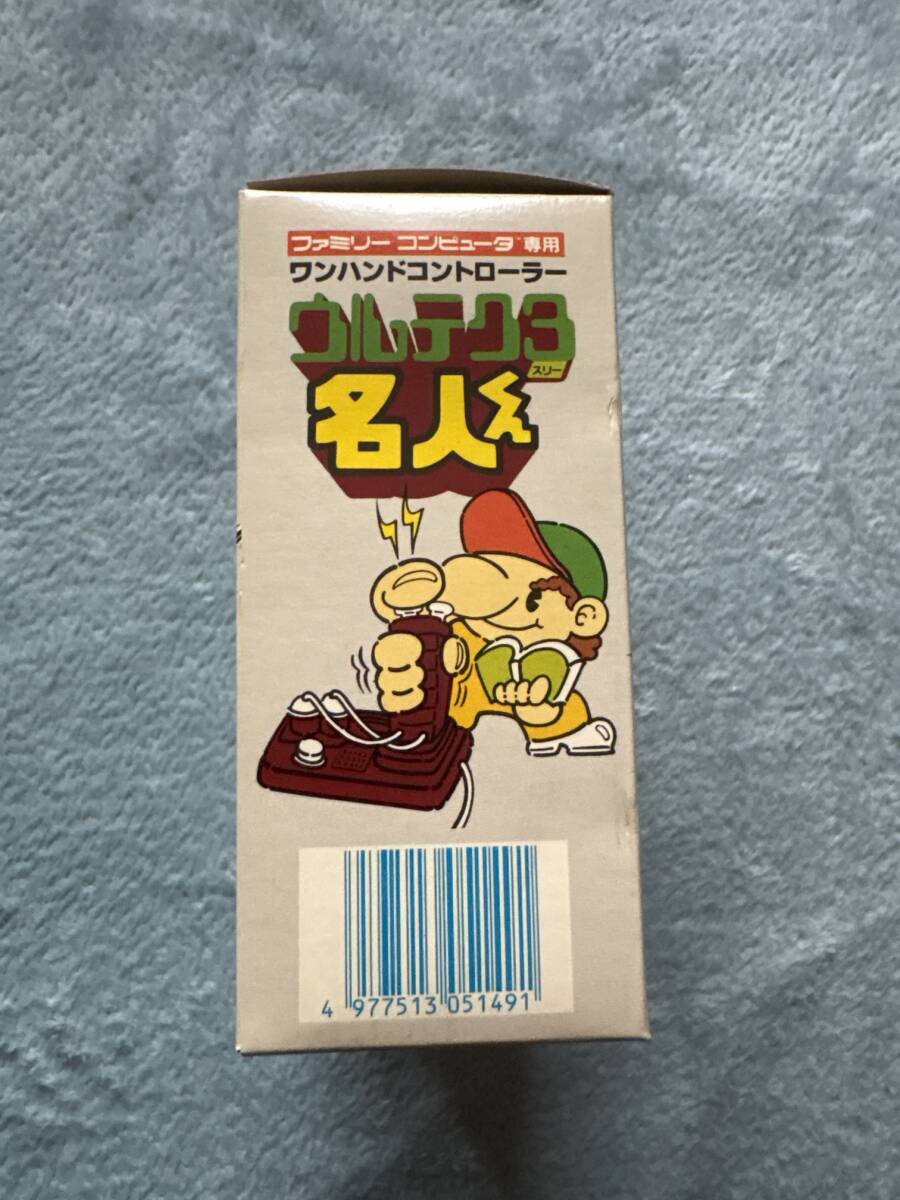 ファミリー コンピュータ 専用
ワンハンドコントローラー
ウルテク3
スリー
名人くん
4 977513 051491